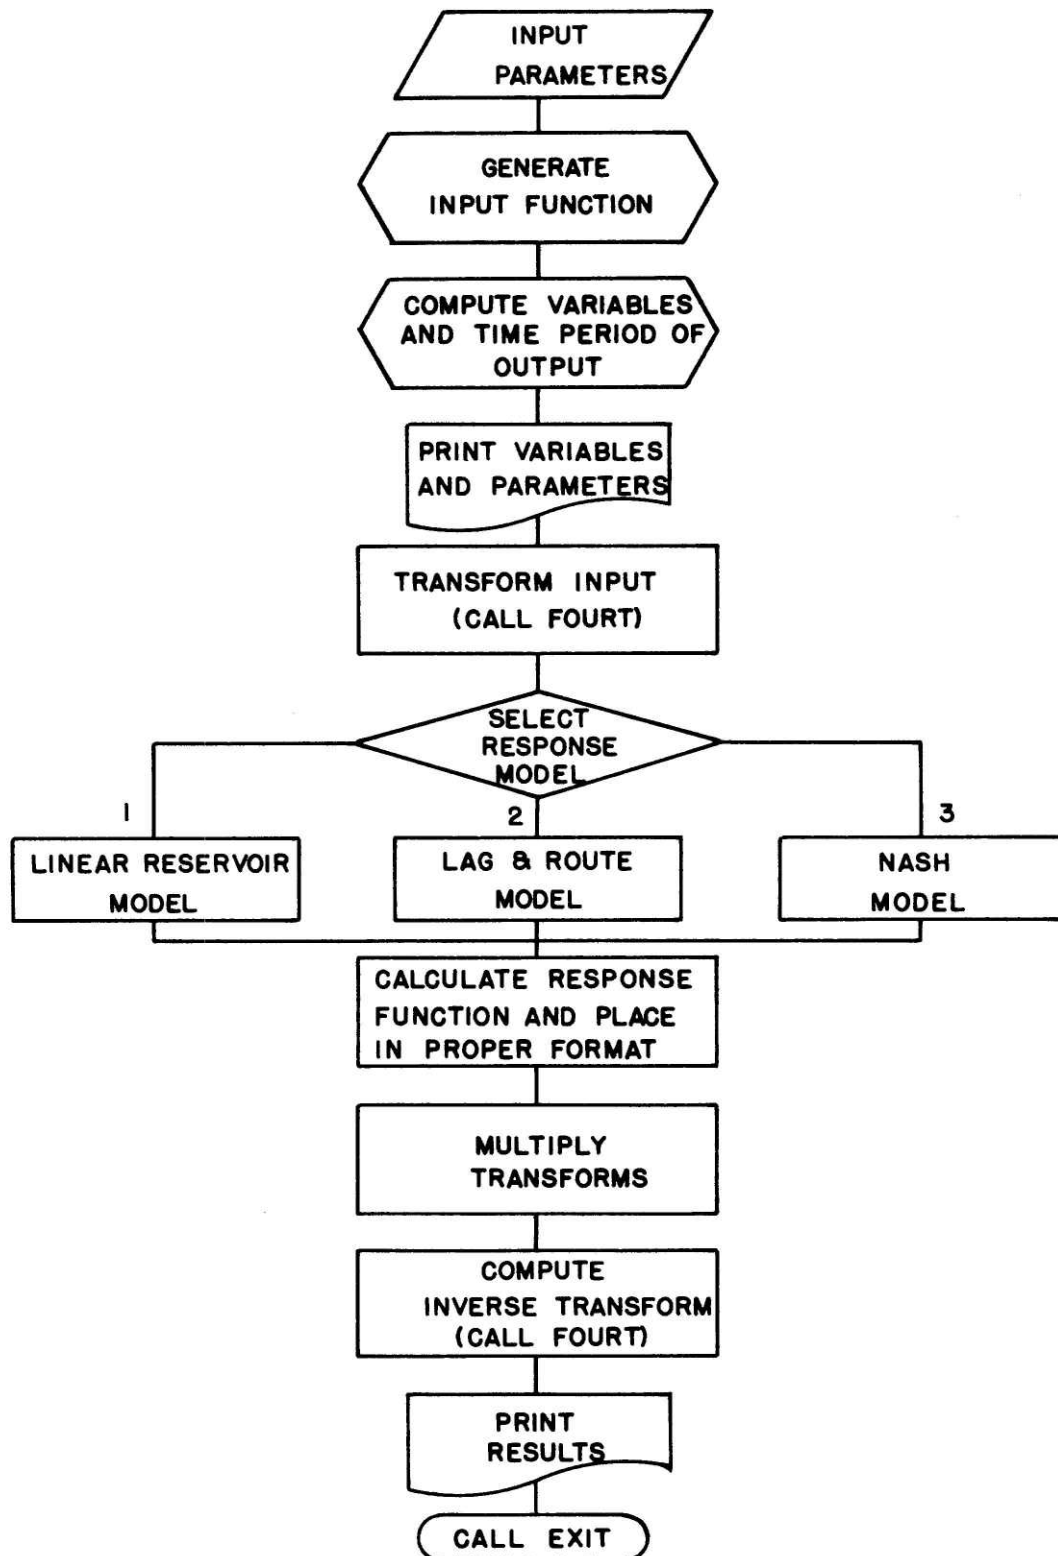 INPUT
PARAMETERS
GENERATE
INPUT FUNCTION
COMPUTE VARIABLES
AND TIME PERIOD OF
OUTPUT
PRINT VARIABLES
AND PARAMETERS
TRANSFORM INPUT
(CALL FOURT)
SELECT
RESPONSE
MODEL
1
2
3
LINEAR RESERVOIR
MODEL
LAG & ROUTE
MODEL
NASH
MODEL
CALCULATE RESPONSE
FUNCTION AND PLACE
IN PROPER FORMAT
MULTIPLY
TRANSFORMS
COMPUTE
INVERSE TRANSFORM
(CALL FOURT)
PRINT
RESULTS
CALL EXIT